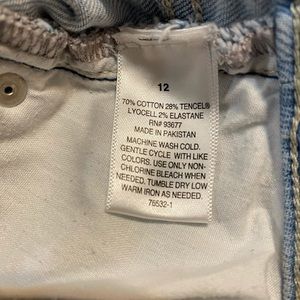 12
70% COTTON 28% TENCEL®
LYOCELL 2% ELASTANE
RN# 93677
MADE IN PAKISTAN
MACHINE WASH COLD.
GENTLE CYCLE WITH LIKE
COLORS. USE ONLY NON-
CHLORINE BLEACH WHEN
NEEDED. TUMBLE DRY LOW
WARM IRON AS NEEDED.
76532-1